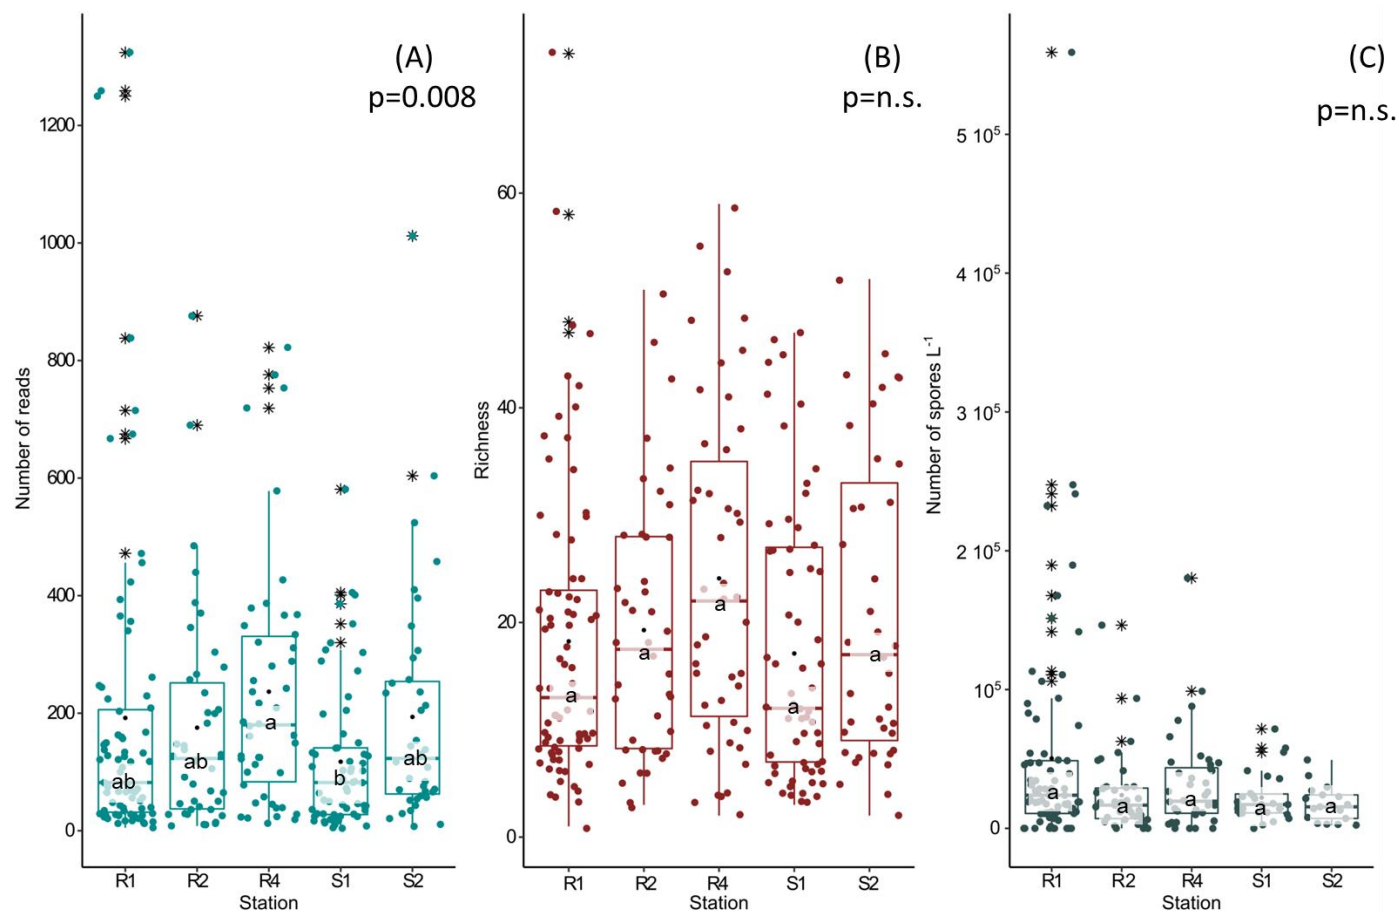 (A)
p=0.008
1200
1000
800
600
400
200
0
Number of reads
ab
ab
a
b
ab
R1
R2
R4
S1
S2
Station
(B)
p=n.s.
60
40
20
0
Richness
a
a
a
a
a
R1
R2
R4
S1
S2
Station
(C)
p=n.s.
5 10⁵
4 10⁵
3 10⁵
2 10⁵
10⁵
0
Number of spores L⁻¹
a
a
a
a
a
R1
R2
R4
S1
S2
Station